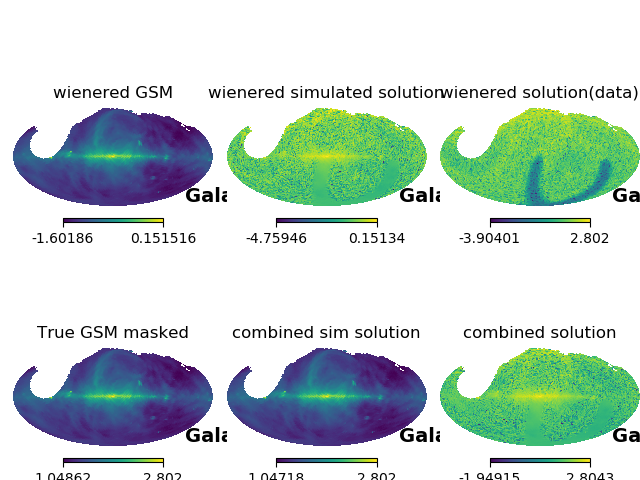 wienered GSM
wienered simulated solution
wienered solution(data)
Gala
Gala
Ga
-1.60186 0.151516
-4.75946 0.15134
-3.90401 2.802
True GSM masked
combined sim solution
combined solution
Gala
Gala
Ga
1.04862 2.802
1.04718 2.802
-1.94915 2.8043